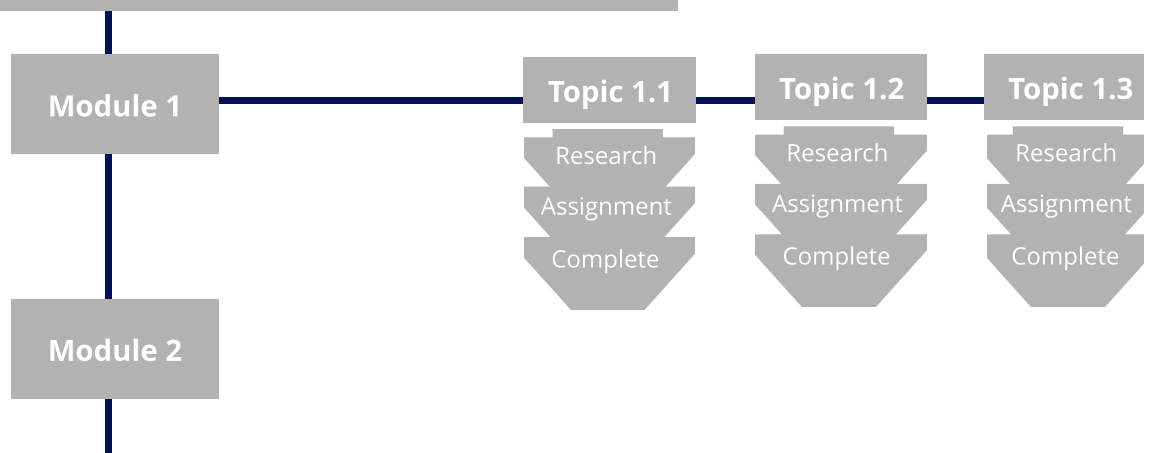 Module 1
Topic 1.1
Topic 1.2
Topic 1.3
Research
Research
Research
Assignment
Assignment
Assignment
Complete
Complete
Complete
Module 2